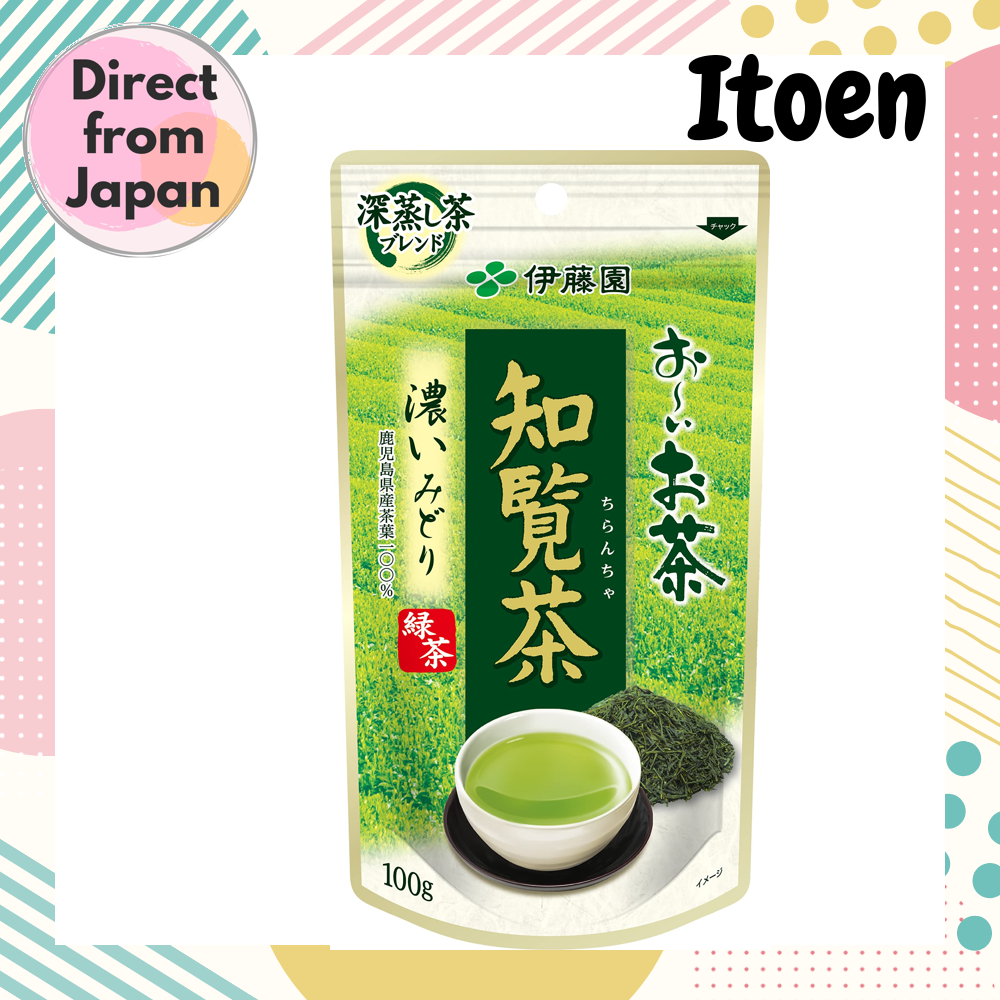 Direct
from
Japan
Itoen
深蒸し茶
ブレンド
チャック
伊藤園
お〜いお茶
知覧茶
ちらんちゃ
濃いみどり
鹿児島県産茶葉一〇〇%
緑茶
100g
イメージ